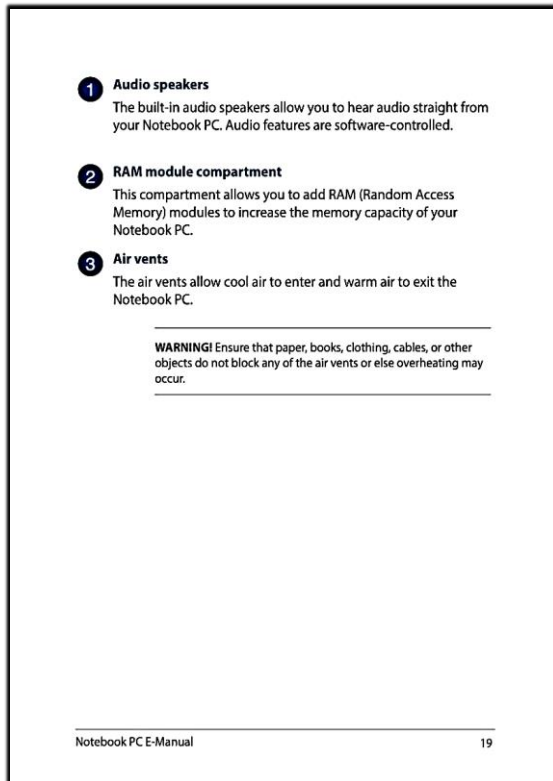 1 Audio speakers
The built-in audio speakers allow you to hear audio straight from
your Notebook PC. Audio features are software-controlled.
2 RAM module compartment
This compartment allows you to add RAM (Random Access
Memory) modules to increase the memory capacity of your
Notebook PC.
3 Air vents
The air vents allow cool air to enter and warm air to exit the
Notebook PC.
WARNING! Ensure that paper, books, clothing, cables, or other
objects do not block any of the air vents or else overheating may
occur.
Notebook PC E-Manual 19